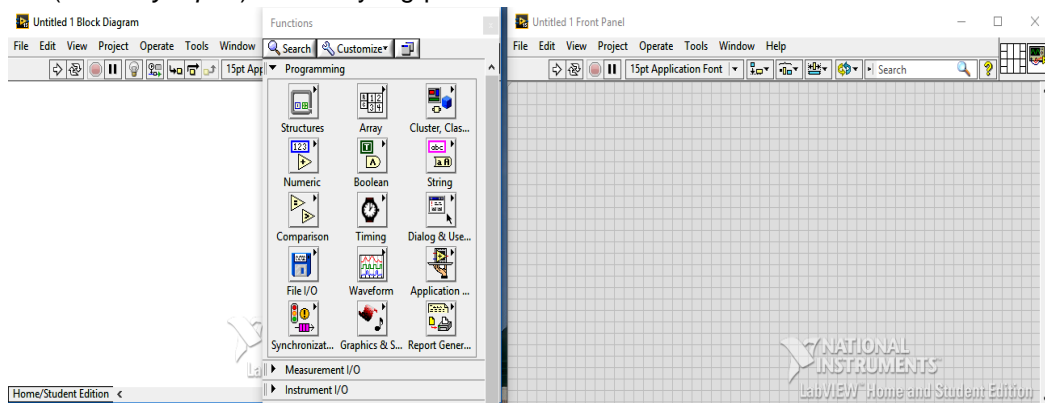 Untitled 1 Block Diagram
File Edit View Project Operate Tools Window
15pt App
Home/Student Edition
Functions
Search Customize
Programming
Structures Array Cluster, Clas...
Numeric Boolean String
Comparison Timing Dialog & Use...
File I/O Waveform Application ...
Synchronizat... Graphics & S... Report Gener...
Measurement I/O
Instrument I/O
Untitled 1 Front Panel
File Edit View Project Operate Tools Window Help
15pt Application Font
Search
NATIONAL
INSTRUMENTS
LabVIEW™ Home and Student Edition